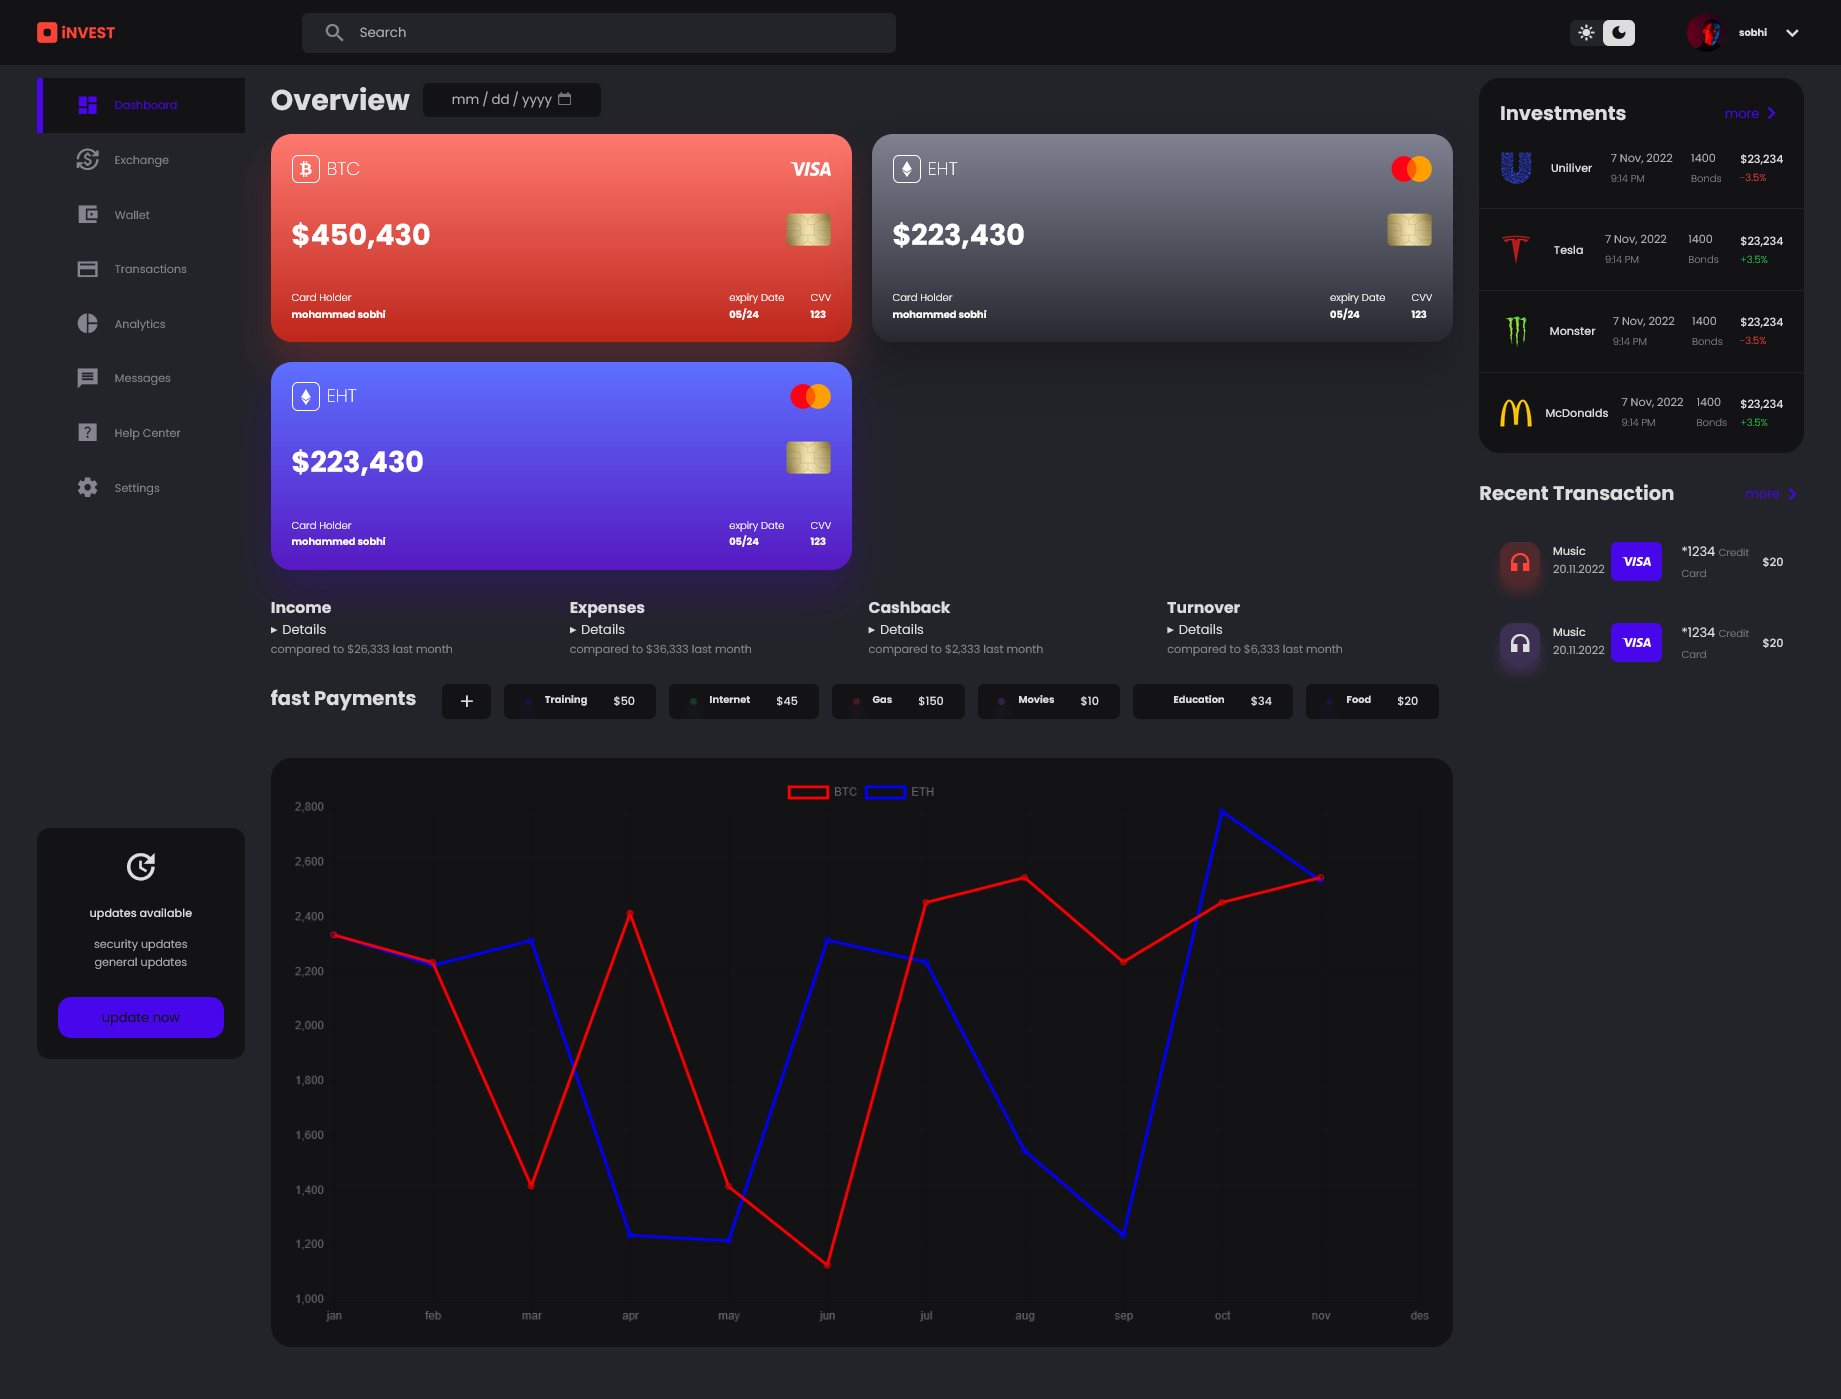 iNVEST
Search
sobhi
Dashboard
Exchange
Wallet
Transactions
Analytics
Messages
Help Center
Settings
updates available
security updates
general updates
update now
Overview
mm / dd / yyyy
BTC
VISA
$450,430
Card Holder
mohammed sobhi
expiry Date
05/24
CVV
123
EHT
$223,430
Card Holder
mohammed sobhi
expiry Date
05/24
CVV
123
EHT
$223,430
Card Holder
mohammed sobhi
expiry Date
05/24
CVV
123
Income
Details
compared to $26,333 last month
Expenses
Details
compared to $36,333 last month
Cashback
Details
compared to $2,333 last month
Turnover
Details
compared to $6,333 last month
fast Payments
+
Training $50
Internet $45
Gas $150
Movies $10
Education $34
Food $20
BTC ETH
2,800
2,600
2,400
2,200
2,000
1,800
1,600
1,400
1,200
1,000
jan feb mar apr may jun jul aug sep oct nov des
Investments
more
Uniliver 7 Nov, 2022 1400 $23,234
9:14 PM Bonds -3.5%
Tesla 7 Nov, 2022 1400 $23,234
9:14 PM Bonds +3.5%
Monster 7 Nov, 2022 1400 $23,234
9:14 PM Bonds -3.5%
McDonalds 7 Nov, 2022 1400 $23,234
9:14 PM Bonds +3.5%
Recent Transaction
more
Music
20.11.2022
VISA
*1234 Credit
Card
$20
Music
20.11.2022
VISA
*1234 Credit
Card
$20